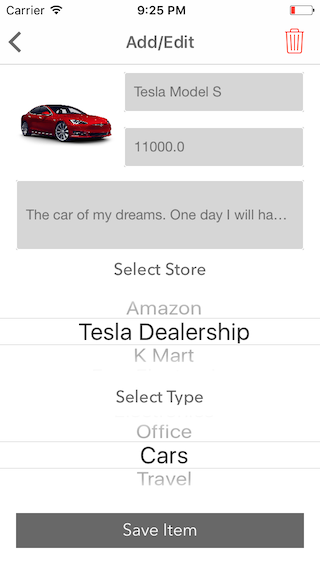 Carrier 9:25 PM
Add/Edit
Tesla Model S
11000.0
The car of my dreams. One day I will ha...
Select Store
Amazon
Tesla Dealership
K Mart
Select Type
Office
Cars
Travel
Save Item